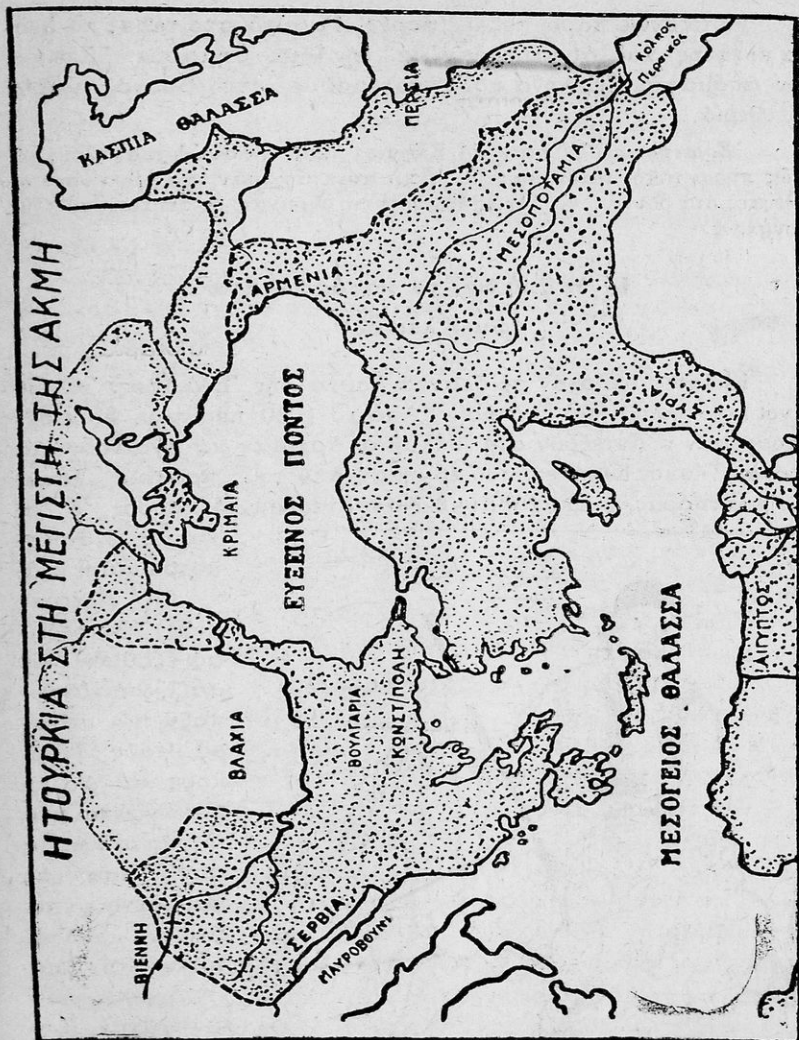 Η ΤΟΥΡΚΙΑ ΣΤΗ ΜΕΓΙΣΤΗ ΤΗΣ ΑΚΜΗ
ΒΙΕΝΝΗ
ΒΛΑΧΙΑ
ΚΡΙΜΑΙΑ
ΚΑΣΠΙΑ ΘΑΛΑΣΣΑ
ΣΕΡΒΙΑ
ΜΑΥΡΟΒΟΥΝΙ
ΒΟΥΛΓΑΡΙΑ
ΚΩΝΣΤ/ΠΟΛΗ
ΕΥΞΕΙΝΟΣ ΠΟΝΤΟΣ
ΑΡΜΕΝΙΑ
ΠΕΡΣΙΑ
ΜΕΣΟΠΟΤΑΜΙΑ
Κόλπος
Περσικός
ΜΕΣΟΓΕΙΟΣ ΘΑΛΑΣΣΑ
ΣΥΡΙΑ
ΑΙΓΥΠΤΟΣ